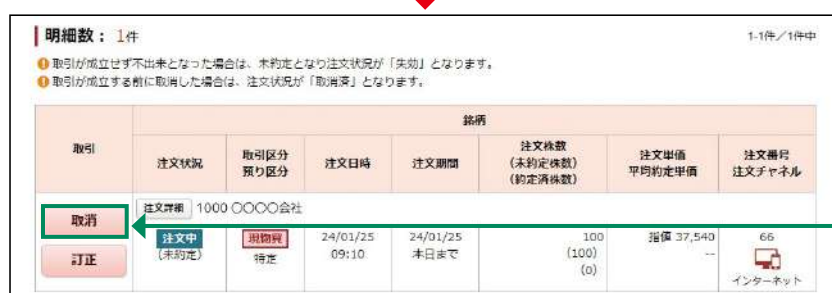 明細数： 1件
1-1件／1件中
取引が成立せず不出来となった場合は、未約定となり注文状況が「失効」となります。
取引が成立する前に取消した場合は、注文状況が「取消済」となります。
取引
銘柄
注文状況
取引区分
預り区分
注文日時
注文期間
注文株数
（未約定株数）
（約定済株数）
注文単価
平均約定単価
注文番号
注文チャネル
取消
訂正
注文詳細 1000 〇〇〇〇会社
注文中
(未約定)
現物買
特定
24/01/25
09:10
24/01/25
本日まで
100
(100)
(0)
指値 37,540
--
66
インターネット